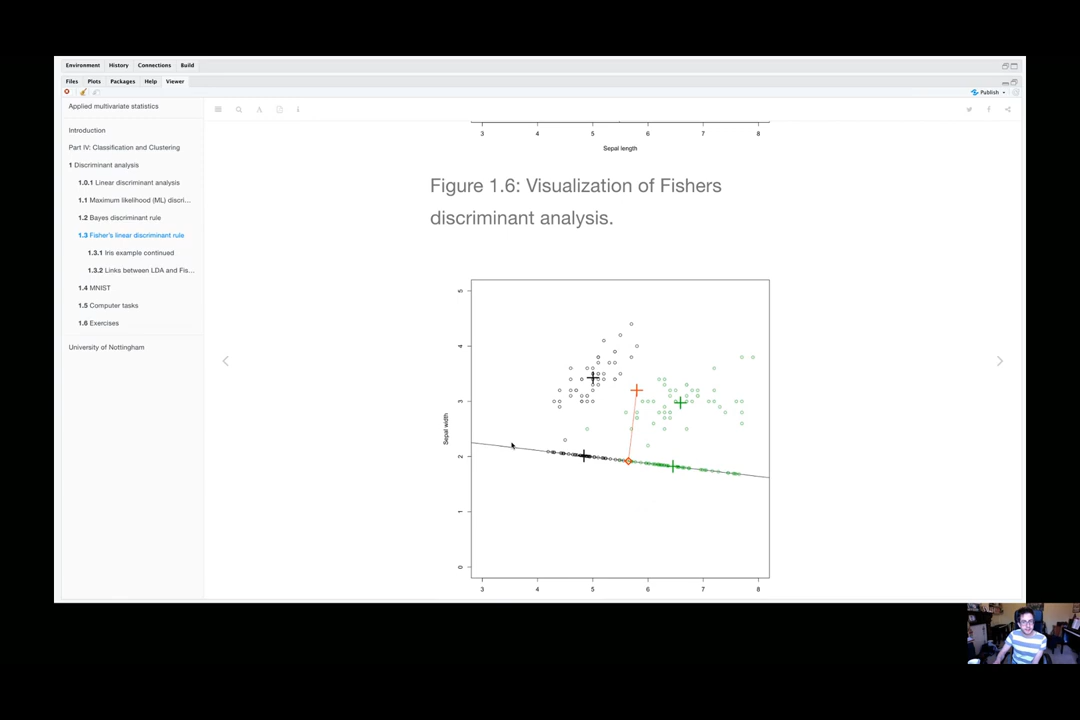 Environment History Connections Build
Files Plots Packages Help Viewer
Publish
Applied multivariate statistics
Introduction
Part IV: Classification and Clustering
1 Discriminant analysis
1.0.1 Linear discriminant analysis
1.1 Maximum likelihood (ML) discri...
1.2 Bayes discriminant rule
1.3 Fisher's linear discriminant rule
1.3.1 Iris example continued
1.3.2 Links between LDA and Fis...
1.4 MNIST
1.5 Computer tasks
1.6 Exercises
University of Nottingham
3 4 5 6 7 8
Sepal length
Figure 1.6: Visualization of Fishers
discriminant analysis.
5
4
3
2
1
0
Sepal width
3 4 5 6 7 8